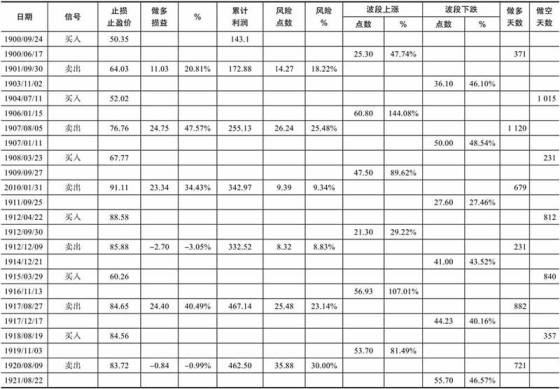 日期 信号 止损止盈价 做多损益 % 累计利润 风险点数 风险% 波段上涨 波段下跌 做多天数 做空天数
点数 % 点数 %
1900/09/24 买入 50.35 143.1
1900/06/17 25.30 47.74% 371
1901/09/30 卖出 64.03 11.03 20.81% 172.88 14.27 18.22%
1903/11/02 36.10 46.10%
1904/07/11 买入 52.02 1 015
1906/01/15 60.80 144.08%
1907/08/05 卖出 76.76 24.75 47.57% 255.13 26.24 25.48% 1 120
1907/01/11 50.00 48.54%
1908/03/23 买入 67.77 231
1909/09/27 47.50 89.62%
2010/01/31 卖出 91.11 23.34 34.43% 342.97 9.39 9.34% 679
1911/09/25 27.60 27.46%
1912/04/22 买入 88.58 812
1912/09/30 21.30 29.22%
1912/12/09 卖出 85.88 -2.70 -3.05% 332.52 8.32 8.83% 231
1914/12/21 41.00 43.52%
1915/03/29 买入 60.26 840
1916/11/13 56.93 107.01%
1917/08/27 卖出 84.65 24.40 40.49% 467.14 25.48 23.14% 882
1917/12/17 44.23 40.16%
1918/08/19 买入 84.56 357
1919/11/03 53.70 81.49%
1920/08/09 卖出 83.72 -0.84 -0.99% 462.50 35.88 30.00% 721
1921/08/22 55.70 46.57%